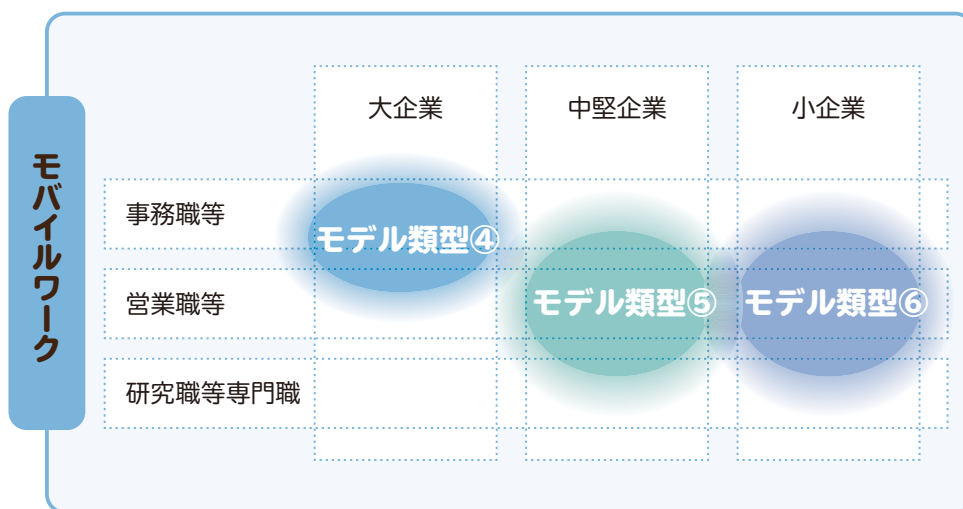 モバイルワーク
大企業
中堅企業
小企業
事務職等
モデル類型④
営業職等
モデル類型⑤
モデル類型⑥
研究職等専門職